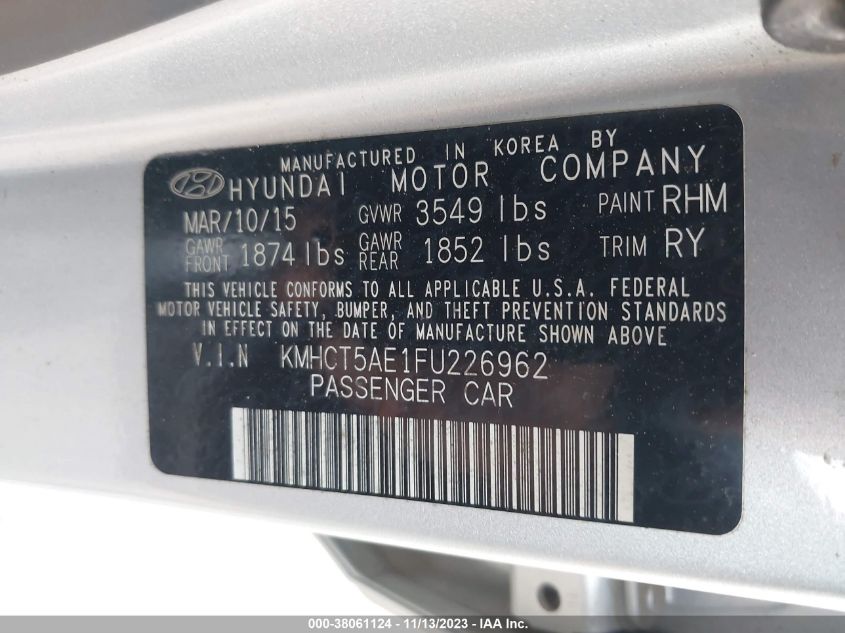 MANUFACTURED IN KOREA BY
HYUNDAI MOTOR COMPANY
MAR/10/15 GVWR 3549 lbs PAINT RHM
GAWR FRONT 1874 lbs GAWR REAR 1852 lbs TRIM RY
THIS VEHICLE CONFORMS TO ALL APPLICABLE U.S.A. FEDERAL
MOTOR VEHICLE SAFETY, BUMPER, AND THEFT PREVENTION STANDARDS
IN EFFECT ON THE DATE OF MANUFACTURE SHOWN ABOVE
V.I.N KMHCT5AE1FU226962
PASSENGER CAR
000-38061124 - 11/13/2023 - IAA Inc.